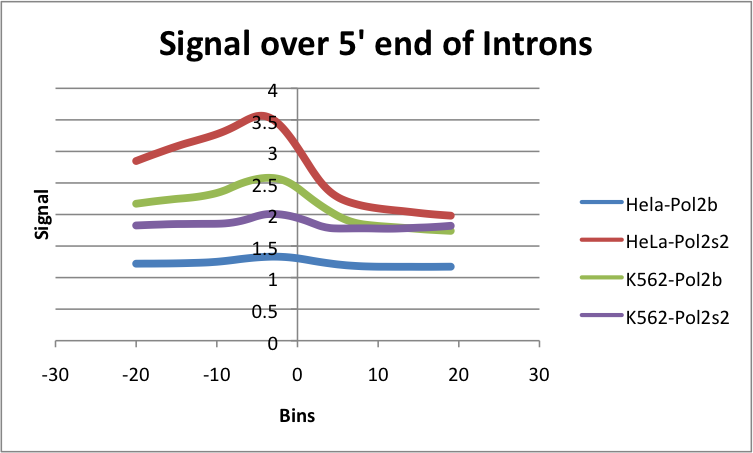 Signal over 5' end of Introns
4
3.5
3
2.5
2
1.5
1
0.5
0
-30 -20 -10 0 10 20 30
Signal
Bins
Hela-Pol2b
HeLa-Pol2s2
K562-Pol2b
K562-Pol2s2